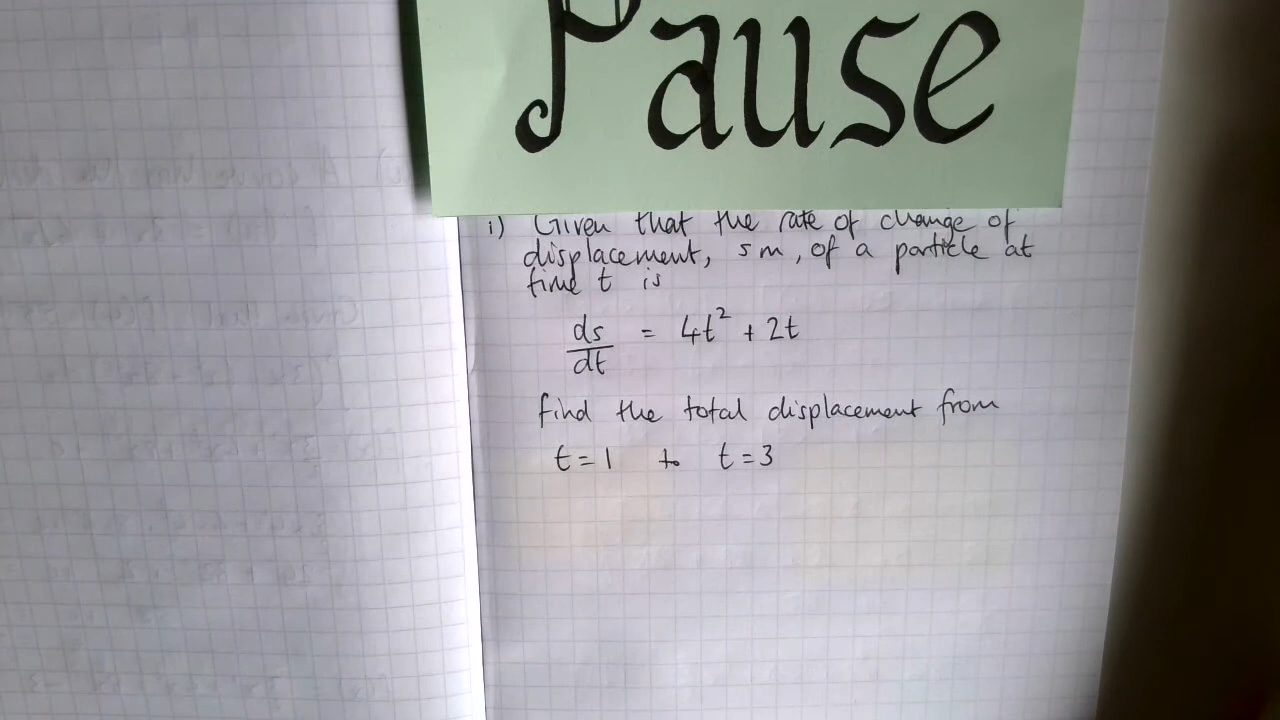 Pause
i) Given that the rate of change of
displacement, s m, of a particle at
time t is
ds/dt = 4t² + 2t
find the total displacement from
t = 1 to t = 3